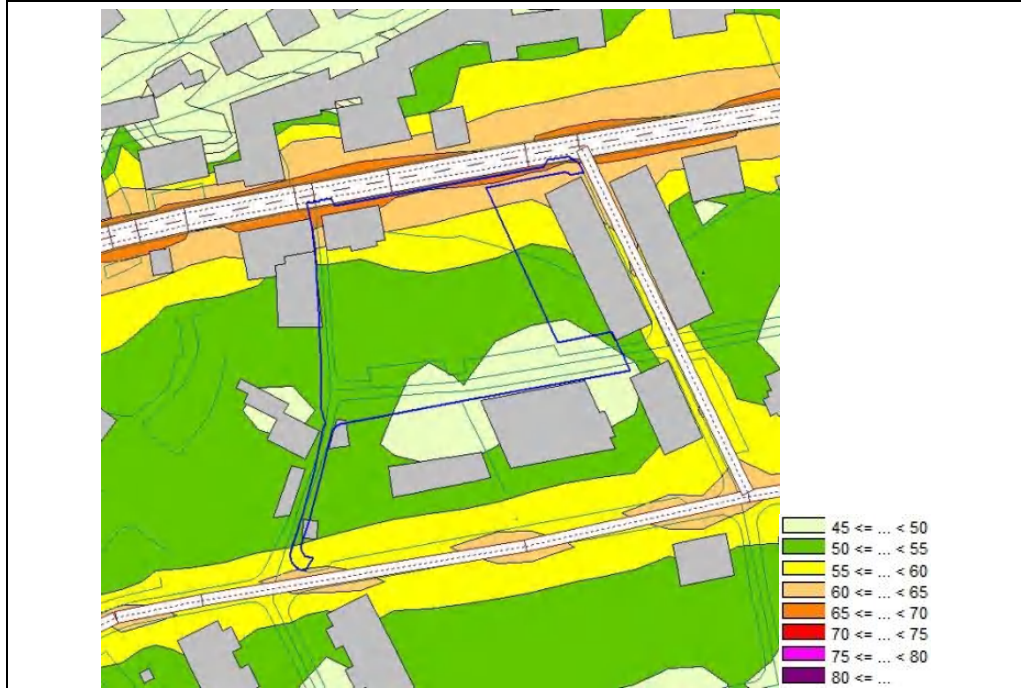 45 <= ... < 50
50 <= ... < 55
55 <= ... < 60
60 <= ... < 65
65 <= ... < 70
70 <= ... < 75
75 <= ... < 80
80 <= ...